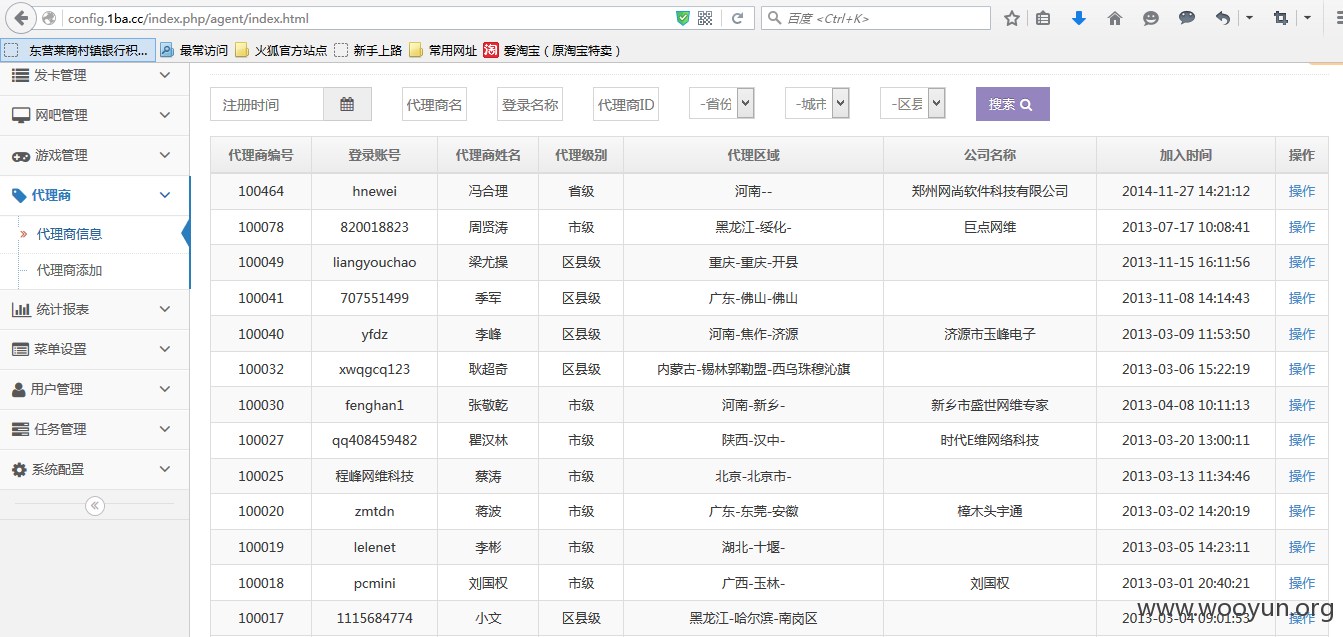 config.1ba.cc/index.php/agent/index.html
百度 <Ctrl+K>
东营莱商村镇银行积... 最常访问 火狐官方站点 新手上路 常用网址 淘 爱淘宝（原淘宝特卖）
发卡管理
网吧管理
游戏管理
代理商
代理商信息
代理商添加
统计报表
菜单设置
用户管理
任务管理
系统配置
注册时间 代理商名 登录名称 代理商ID -省份 -城市 -区县 搜索
代理商编号 登录账号 代理商姓名 代理级别 代理区域 公司名称 加入时间 操作
100464 hnewei 冯合理 省级 河南-- 郑州网尚软件科技有限公司 2014-11-27 14:21:12 操作
100078 820018823 周贤涛 市级 黑龙江-绥化- 巨点网维 2013-07-17 10:08:41 操作
100049 liangyouchao 梁尤操 区县级 重庆-重庆-开县 2013-11-15 16:11:56 操作
100041 707551499 季军 区县级 广东-佛山-佛山 2013-11-08 14:14:43 操作
100040 yfdz 李峰 区县级 河南-焦作-济源 济源市玉峰电子 2013-03-09 11:53:50 操作
100032 xwqgcq123 耿超奇 区县级 内蒙古-锡林郭勒盟-西乌珠穆沁旗 2013-03-06 15:22:19 操作
100030 fenghan1 张敬乾 市级 河南-新乡- 新乡市盛世网维专家 2013-04-08 10:11:13 操作
100027 qq408459482 瞿汉林 市级 陕西-汉中- 时代E维网络科技 2013-03-20 13:00:11 操作
100025 程峰网维科技 蔡涛 市级 北京-北京市- 2013-03-13 11:34:46 操作
100020 zmtdn 蒋波 市级 广东-东莞-安徽 樟木头宇通 2013-03-02 14:20:19 操作
100019 lelenet 李彬 市级 湖北-十堰- 2013-03-05 14:23:11 操作
100018 pcmini 刘国权 市级 广西-玉林- 刘国权 2013-03-01 20:40:21 操作
100017 1115684774 小文 区县级 黑龙江-哈尔滨-南岗区 2013-03-04 09:01:53 操作
www.wooyun.org